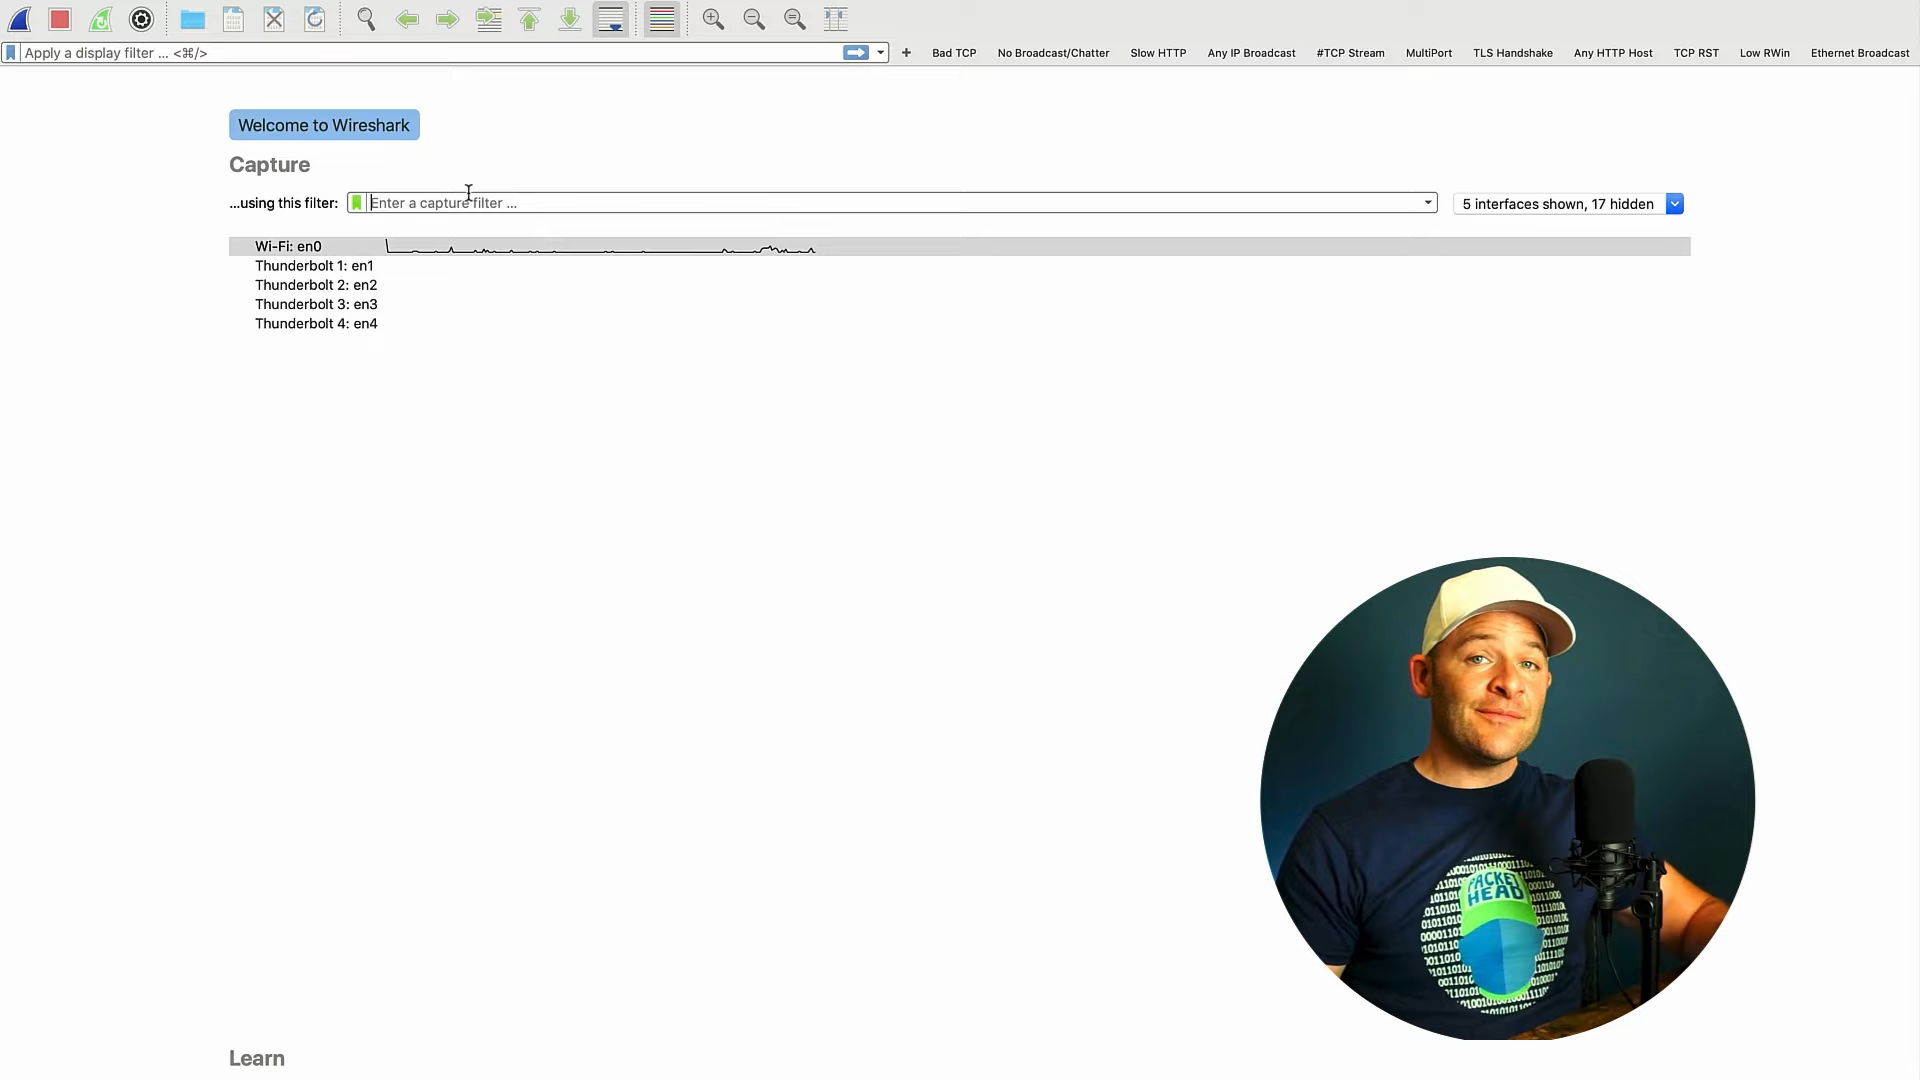 Apply a display filter ... <⌘/>
+ Bad TCP No Broadcast/Chatter Slow HTTP Any IP Broadcast #TCP Stream MultiPort TLS Handshake Any HTTP Host TCP RST Low RWin Ethernet Broadcast
Welcome to Wireshark
Capture
...using this filter: Enter a capture filter ... 5 interfaces shown, 17 hidden
Wi-Fi: en0
Thunderbolt 1: en1
Thunderbolt 2: en2
Thunderbolt 3: en3
Thunderbolt 4: en4
PACKET
HEAD
Learn